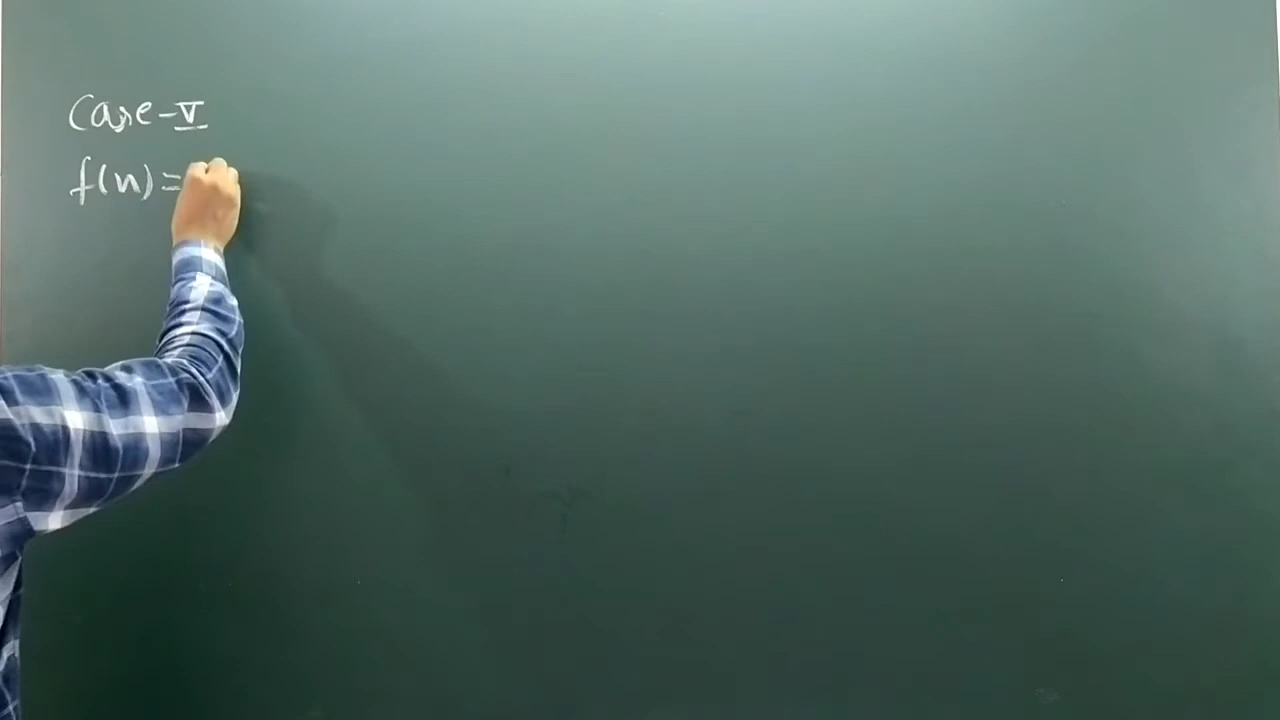 Case-V
f(n) =